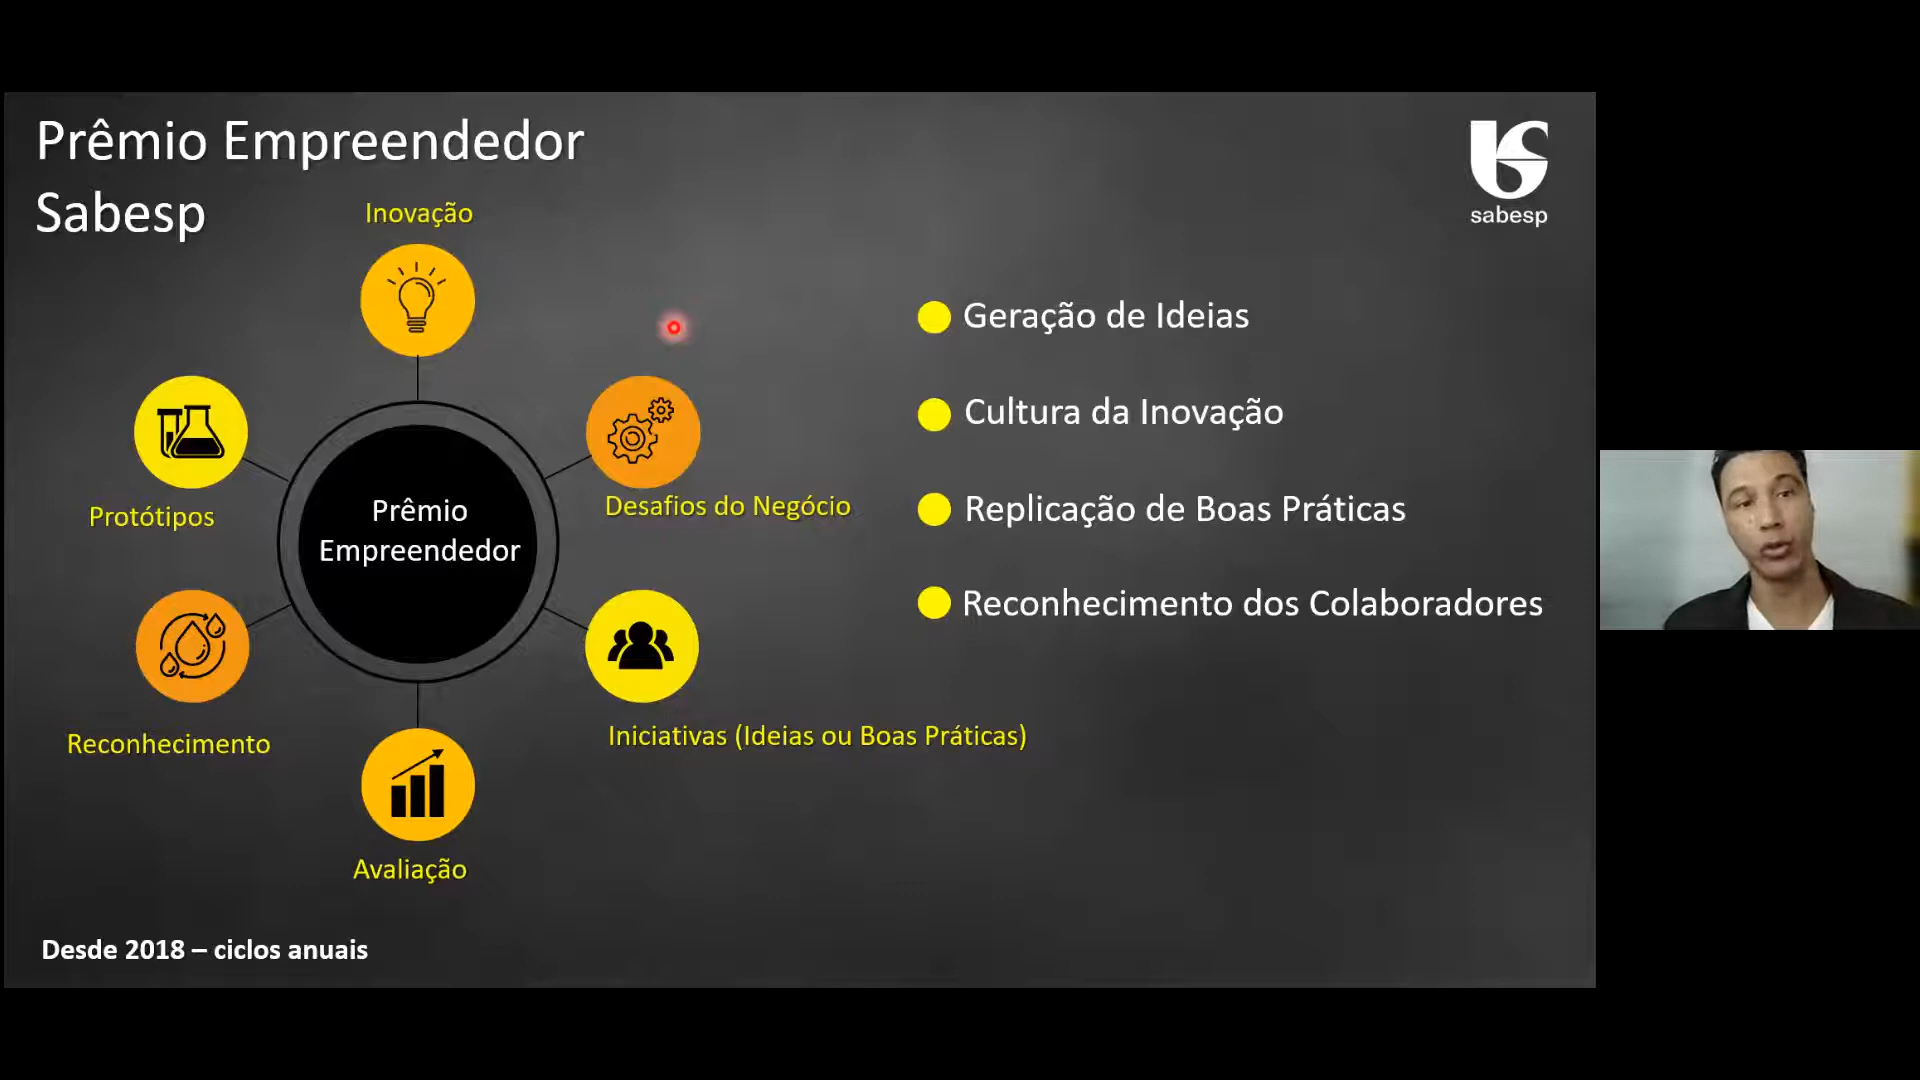 Prêmio Empreendedor
Sabesp
sabesp
Inovação
Protótipos
Desafios do Negócio
Prêmio
Empreendedor
Reconhecimento
Iniciativas (Ideias ou Boas Práticas)
Avaliação
Geração de Ideias
Cultura da Inovação
Replicação de Boas Práticas
Reconhecimento dos Colaboradores
Desde 2018 – ciclos anuais